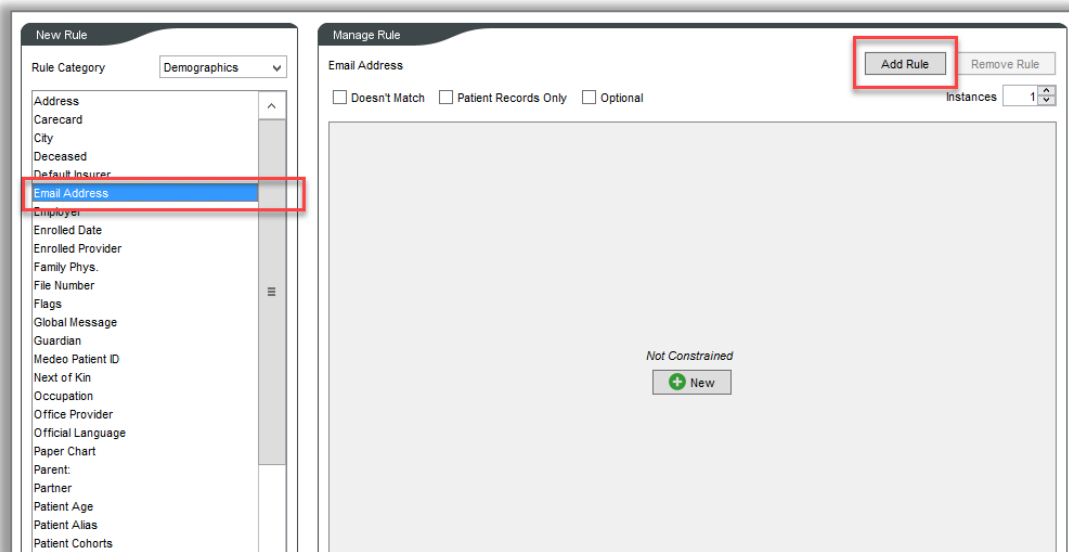 New Rule
Rule Category Demographics
Address
Carecard
City
Deceased
Default Insurer
Email Address
Employer
Enrolled Date
Enrolled Provider
Family Phys.
File Number
Flags
Global Message
Guardian
Medeo Patient ID
Next of Kin
Occupation
Office Provider
Official Language
Paper Chart
Parent:
Partner
Patient Age
Patient Alias
Patient Cohorts
Manage Rule
Email Address Add Rule Remove Rule
Doesn't Match Patient Records Only Optional Instances 1
Not Constrained
New